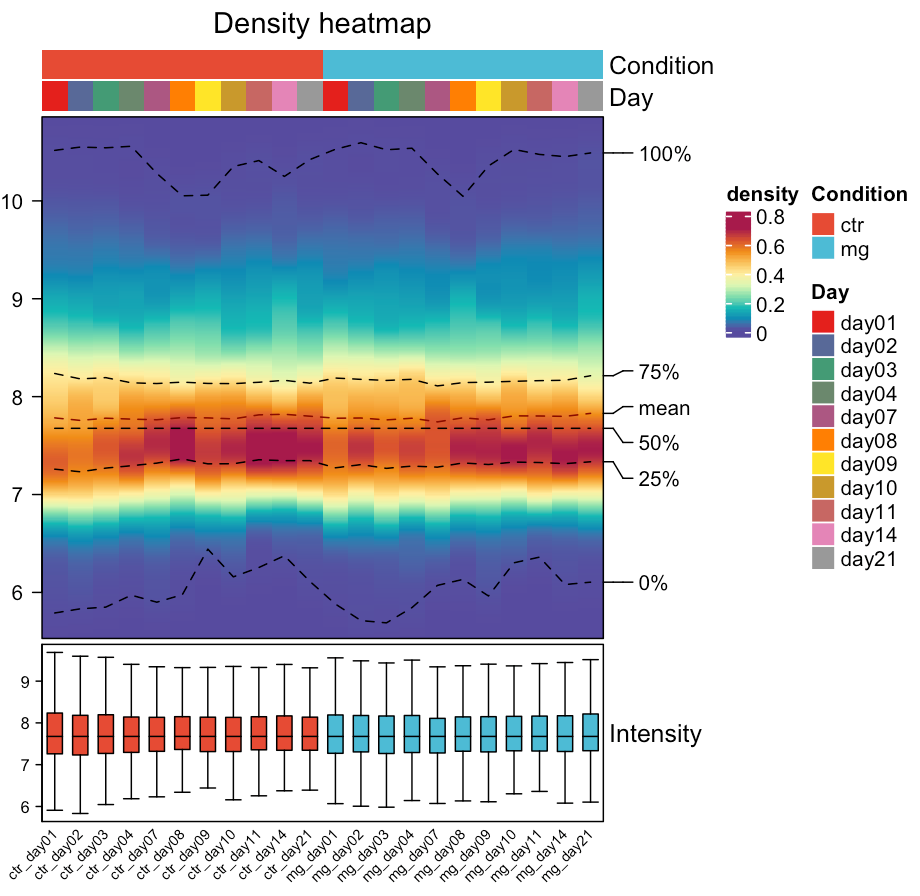 Density heatmap
Condition
Day
100%
75%
mean
50%
25%
0%
10
9
8
7
6
density
0.8
0.6
0.4
0.2
0
Condition
ctr
mg
Day
day01
day02
day03
day04
day07
day08
day09
day10
day11
day14
day21
9
8
7
6
Intensity
ctr_day01
ctr_day02
ctr_day03
ctr_day04
ctr_day07
ctr_day08
ctr_day09
ctr_day10
ctr_day11
ctr_day14
ctr_day21
mg_day01
mg_day02
mg_day03
mg_day04
mg_day07
mg_day08
mg_day09
mg_day10
mg_day11
mg_day14
mg_day21